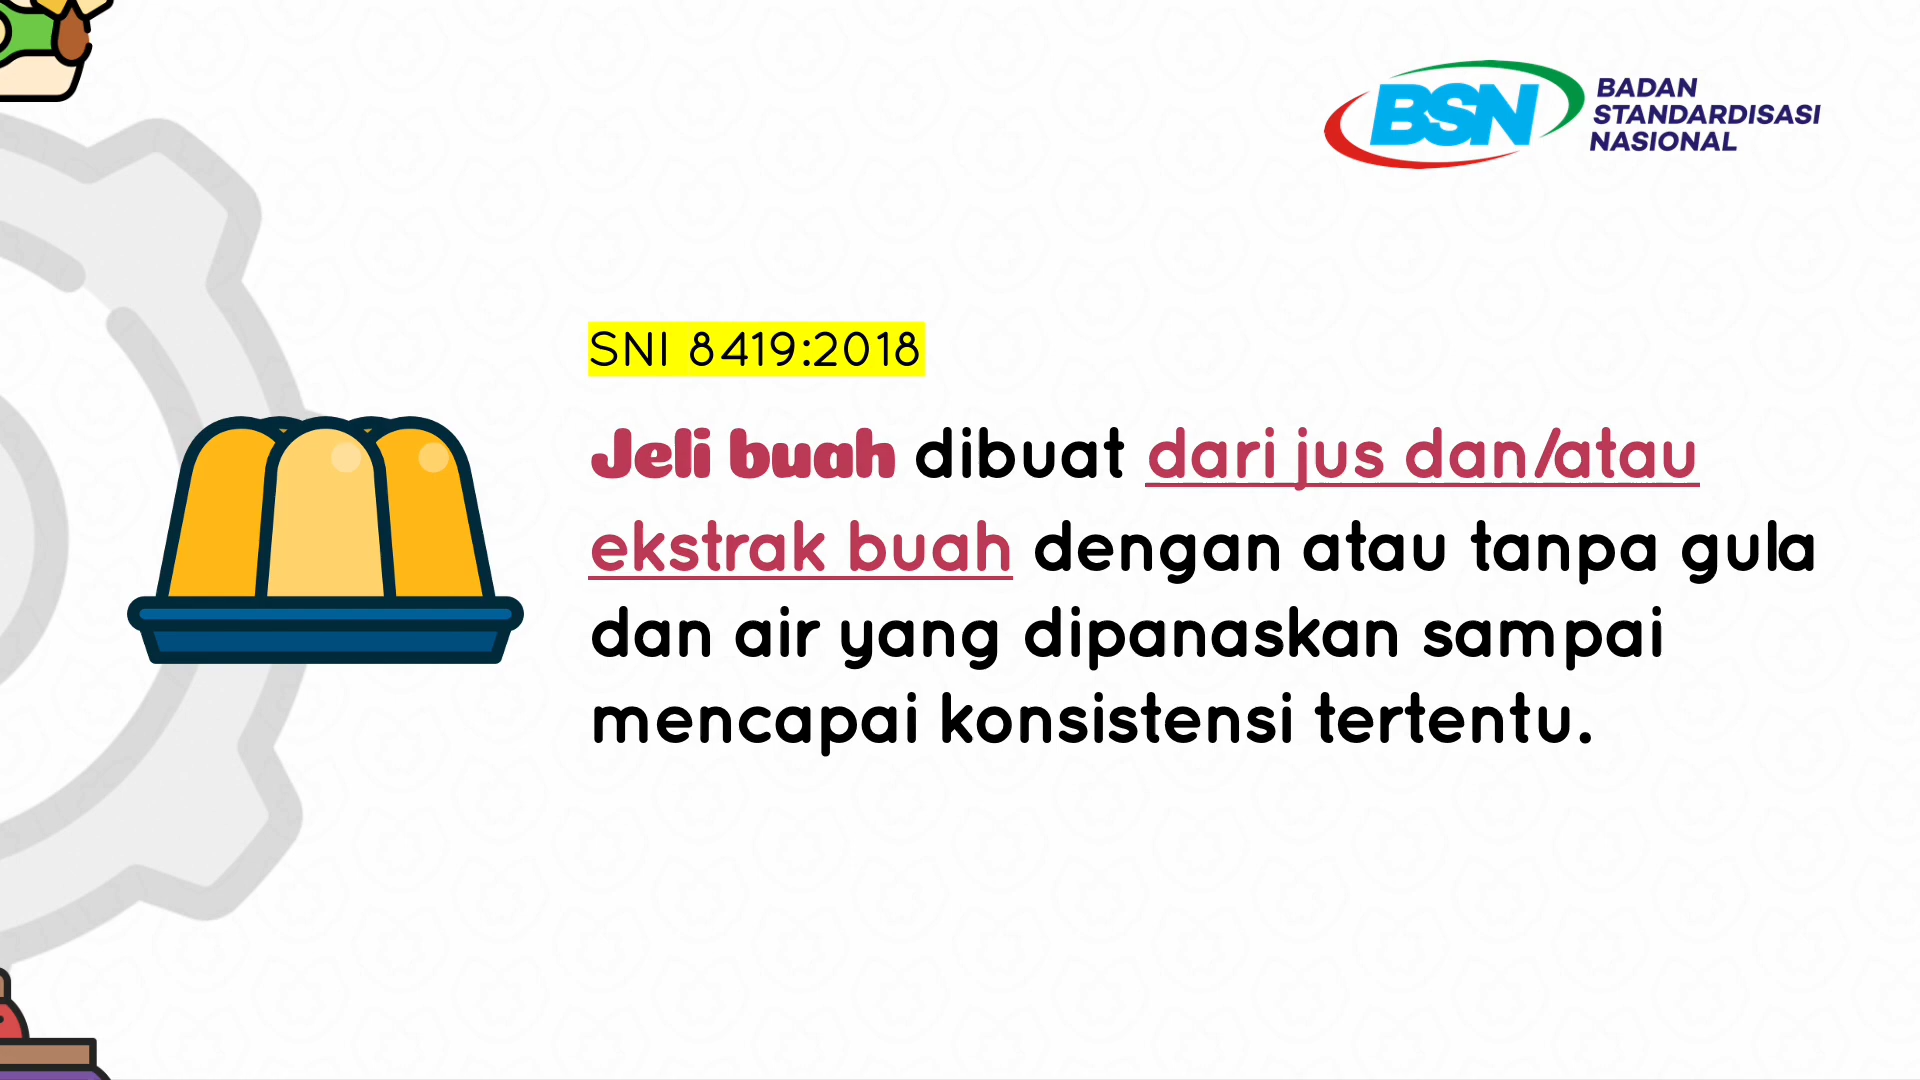 BSN
BADAN
STANDARDISASI
NASIONAL
SNI 8419:2018
Jeli buah dibuat dari jus dan/atau
ekstrak buah dengan atau tanpa gula
dan air yang dipanaskan sampai
mencapai konsistensi tertentu.